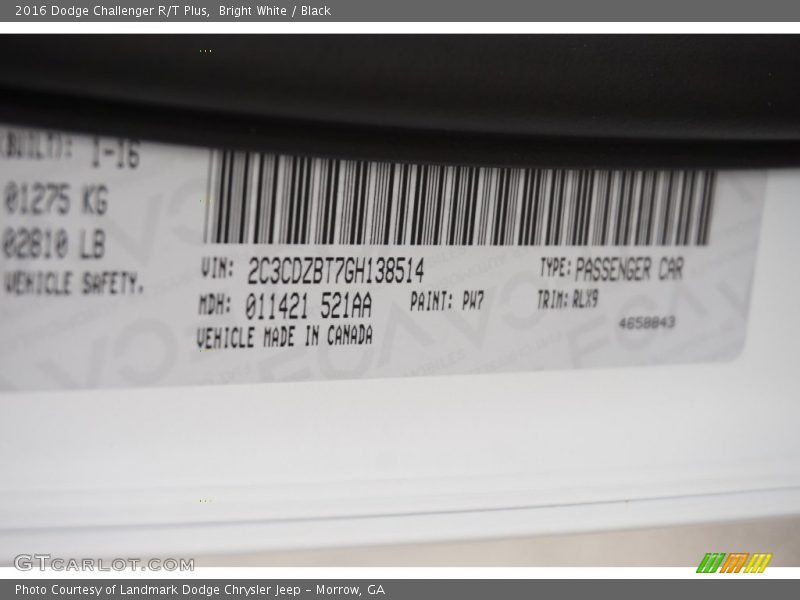 2016 Dodge Challenger R/T Plus, Bright White / Black
(BUILT): 1-16
01275 KG
02810 LB
VEHICLE SAFETY.
VIN: 2C3CDZBT7GH138514 TYPE: PASSENGER CAR
MDH: 011421 521AA PAINT: PW7 TRIM: RLX9
VEHICLE MADE IN CANADA
4658843
GTCARLOT.COM
Photo Courtesy of Landmark Dodge Chrysler Jeep – Morrow, GA